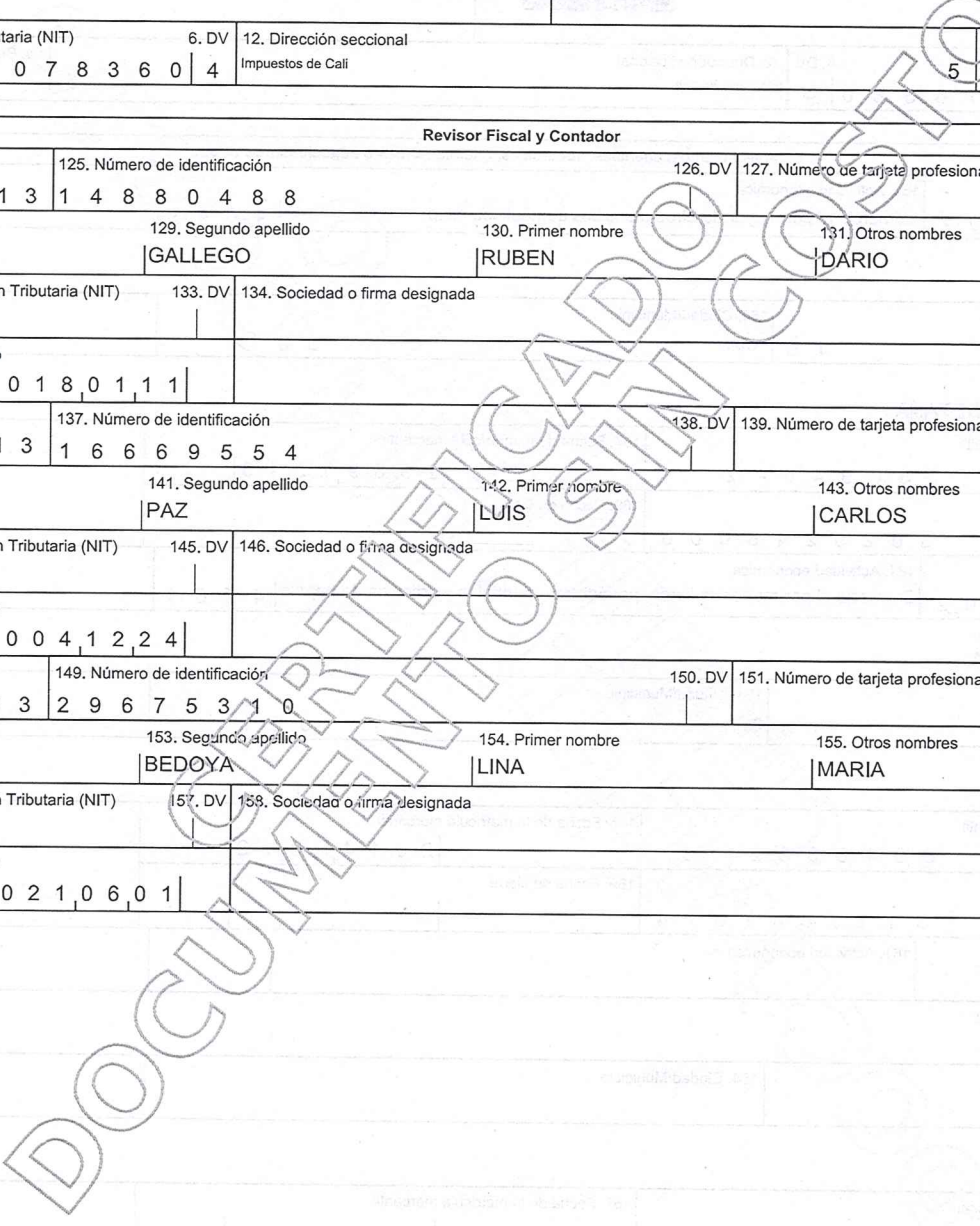 taria (NIT) 6. DV 12. Dirección seccional
0 7 8 3 6 0 4 Impuestos de Cali 5
Revisor Fiscal y Contador
125. Número de identificación 126. DV 127. Número de tarjeta profesiona
1 3 1 4 8 8 0 4 8 8
129. Segundo apellido 130. Primer nombre 131. Otros nombres
GALLEGO RUBEN DARIO
n Tributaria (NIT) 133. DV 134. Sociedad o firma designada
0 1 8 0 1 1 1
137. Número de identificación 138. DV 139. Número de tarjeta profesiona
1 3 1 6 6 6 9 5 5 4
141. Segundo apellido 142. Primer nombre 143. Otros nombres
PAZ LUIS CARLOS
n Tributaria (NIT) 145. DV 146. Sociedad o firma designada
0 0 4 1 2 2 4
149. Número de identificación 150. DV 151. Número de tarjeta profesiona
3 2 9 6 7 5 3 1 0
153. Segundo apellido 154. Primer nombre 155. Otros nombres
BEDOYA LINA MARIA
Tributaria (NIT) 157. DV 158. Sociedad o firma designada
0 2 1 0 6 0 1
CERTIFICADO
DOCUMENTO SIN COSTO